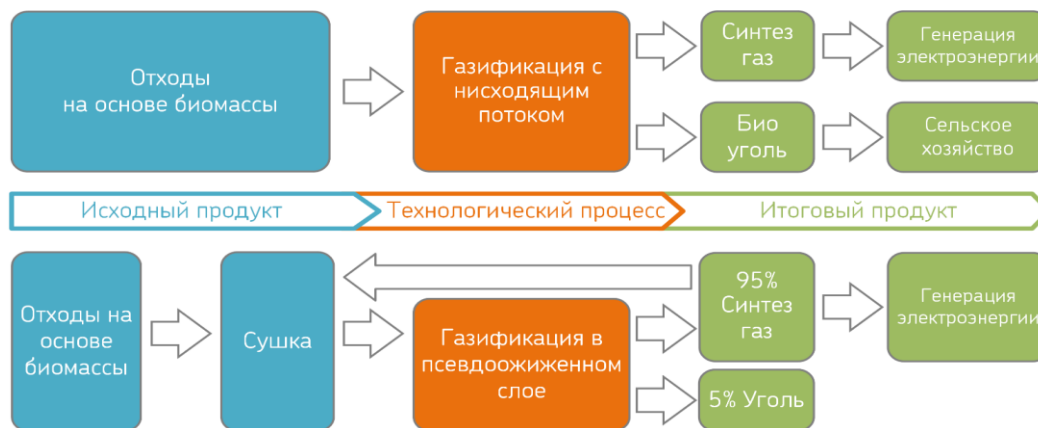 Отходы
на основе биомассы
Газификация с
нисходящим
потоком
Синтез
газ
Генерация
электроэнергии
Био
уголь
Сельское
хозяйство
Исходный продукт
Технологический процесс
Итоговый продукт
Отходы на
основе
биомассы
Сушка
Газификация в
псевдоожиженном
слое
95%
Синтез
газ
Генерация
электроэнергии
5% Уголь